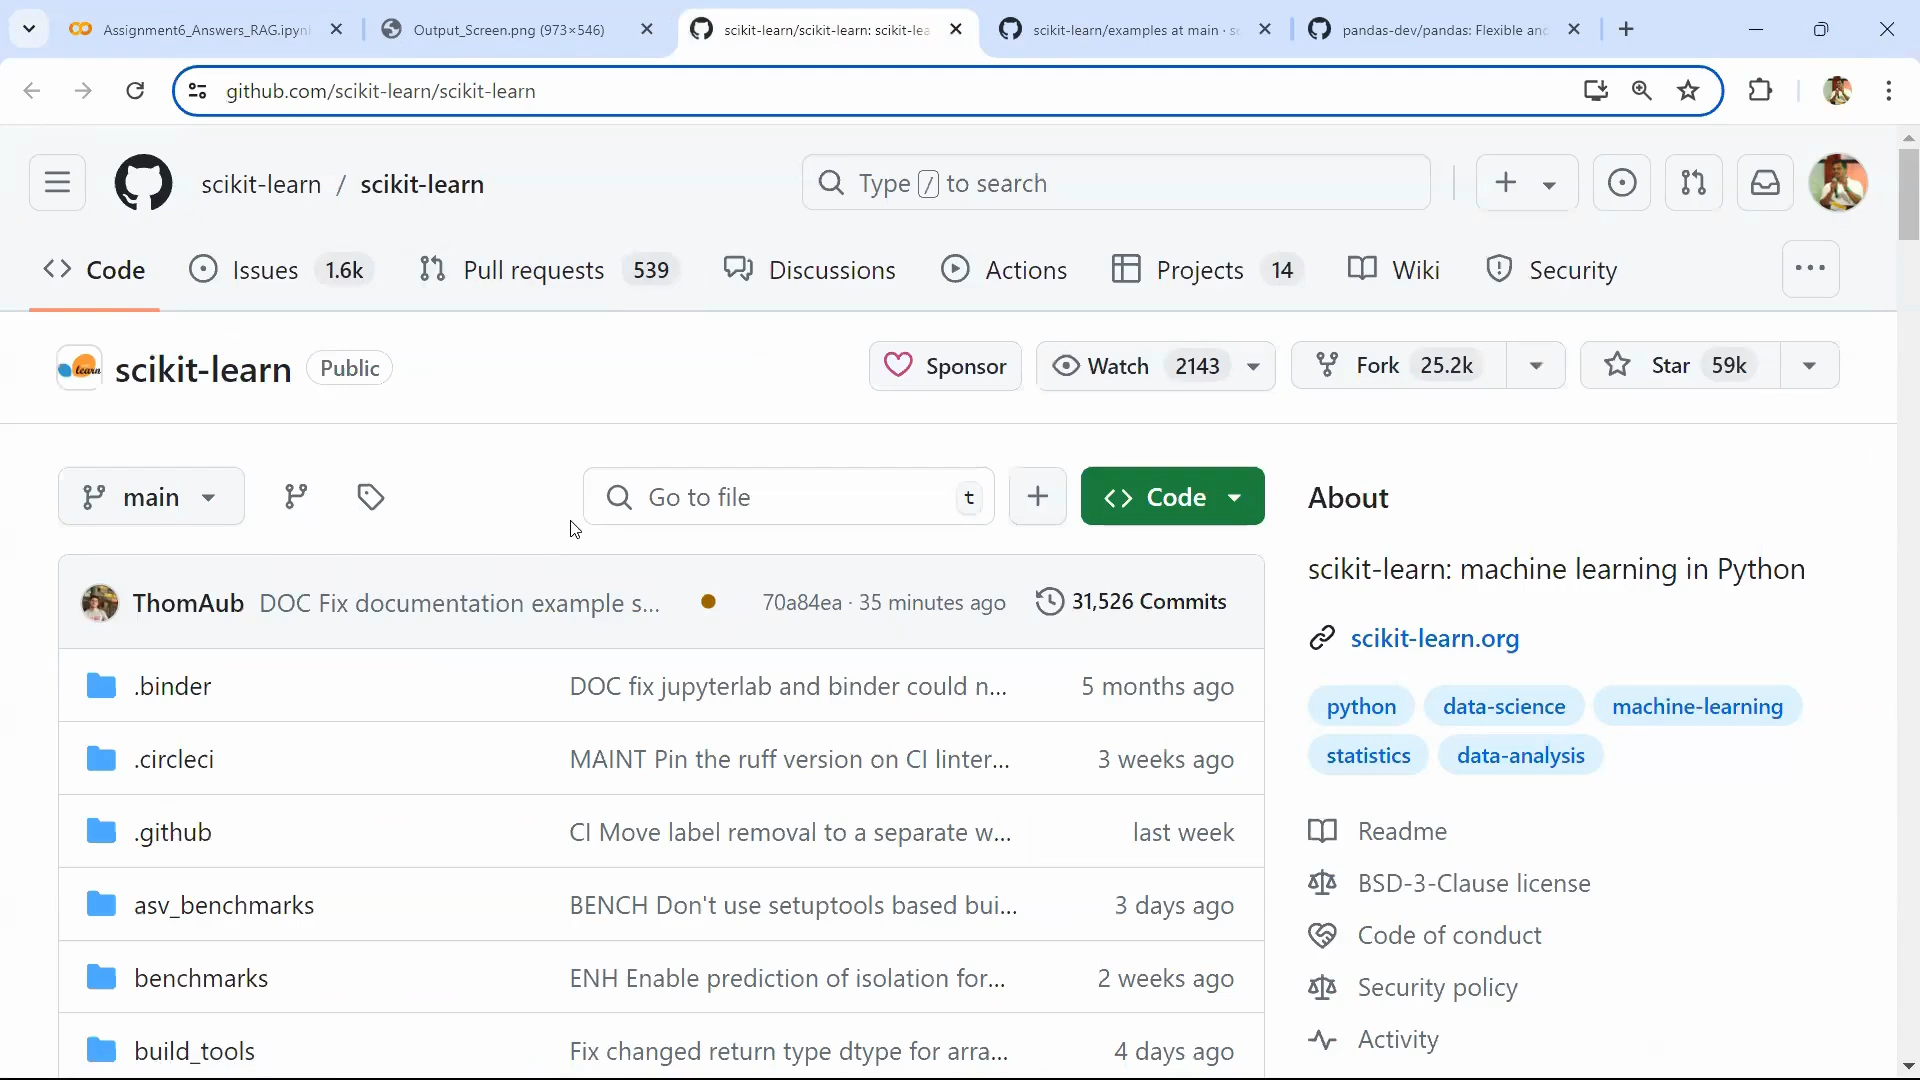 Assignment6_Answers_RAG.ipyn
Output_Screen.png (973×546)
scikit-learn/scikit-learn: scikit-lea
scikit-learn/examples at main · sc
pandas-dev/pandas: Flexible anc
github.com/scikit-learn/scikit-learn
scikit-learn / scikit-learn
Type / to search
Code
Issues 1.6k
Pull requests 539
Discussions
Actions
Projects 14
Wiki
Security
learn
scikit-learn Public
Sponsor
Watch 2143
Fork 25.2k
Star 59k
main
Go to file t
Code
ThomAub DOC Fix documentation example s... 70a84ea · 35 minutes ago 31,526 Commits
.binder DOC fix jupyterlab and binder could n... 5 months ago
.circleci MAINT Pin the ruff version on CI linter... 3 weeks ago
.github CI Move label removal to a separate w... last week
asv_benchmarks BENCH Don't use setuptools based bui... 3 days ago
benchmarks ENH Enable prediction of isolation for... 2 weeks ago
build_tools Fix changed return type dtype for arra... 4 days ago
About
scikit-learn: machine learning in Python
scikit-learn.org
python data-science machine-learning
statistics data-analysis
Readme
BSD-3-Clause license
Code of conduct
Security policy
Activity